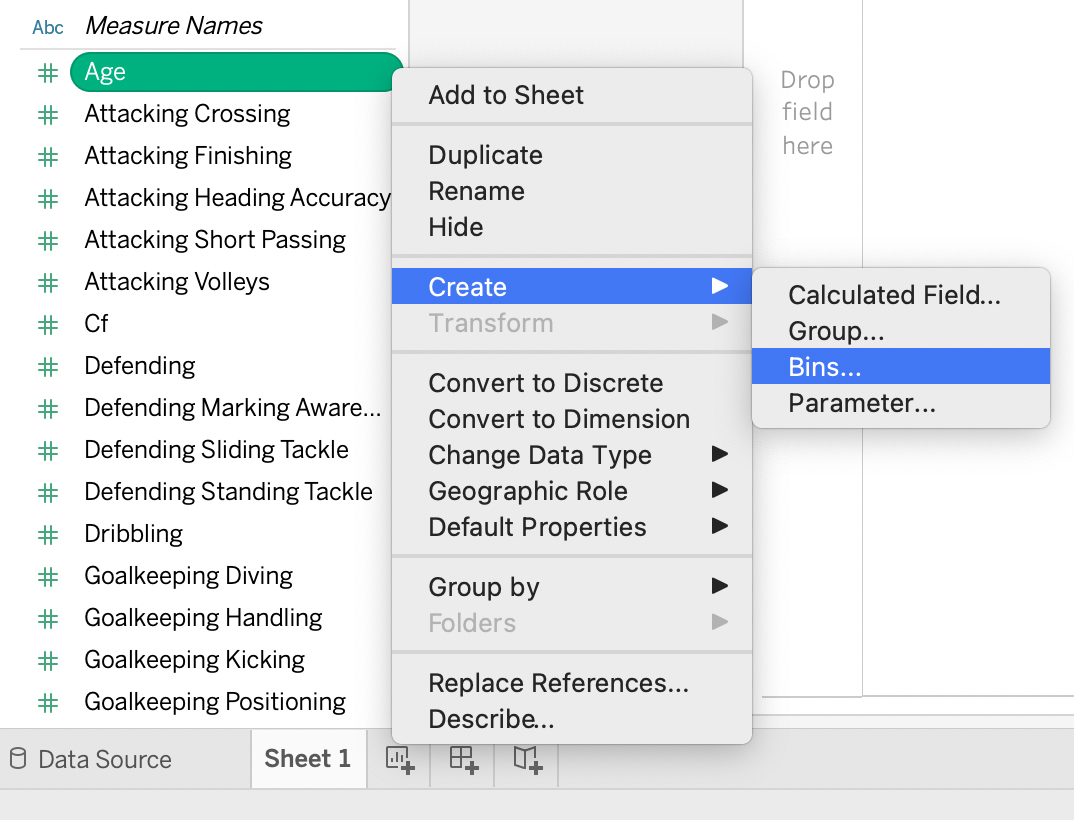 Abc Measure Names
Age
Attacking Crossing
Attacking Finishing
Attacking Heading Accuracy
Attacking Short Passing
Attacking Volleys
Cf
Defending
Defending Marking Aware...
Defending Sliding Tackle
Defending Standing Tackle
Dribbling
Goalkeeping Diving
Goalkeeping Handling
Goalkeeping Kicking
Goalkeeping Positioning
Add to Sheet
Duplicate
Rename
Hide
Create
Transform
Convert to Discrete
Convert to Dimension
Change Data Type
Geographic Role
Default Properties
Group by
Folders
Replace References...
Describe...
Calculated Field...
Group...
Bins...
Parameter...
Drop
field
here
Data Source
Sheet 1